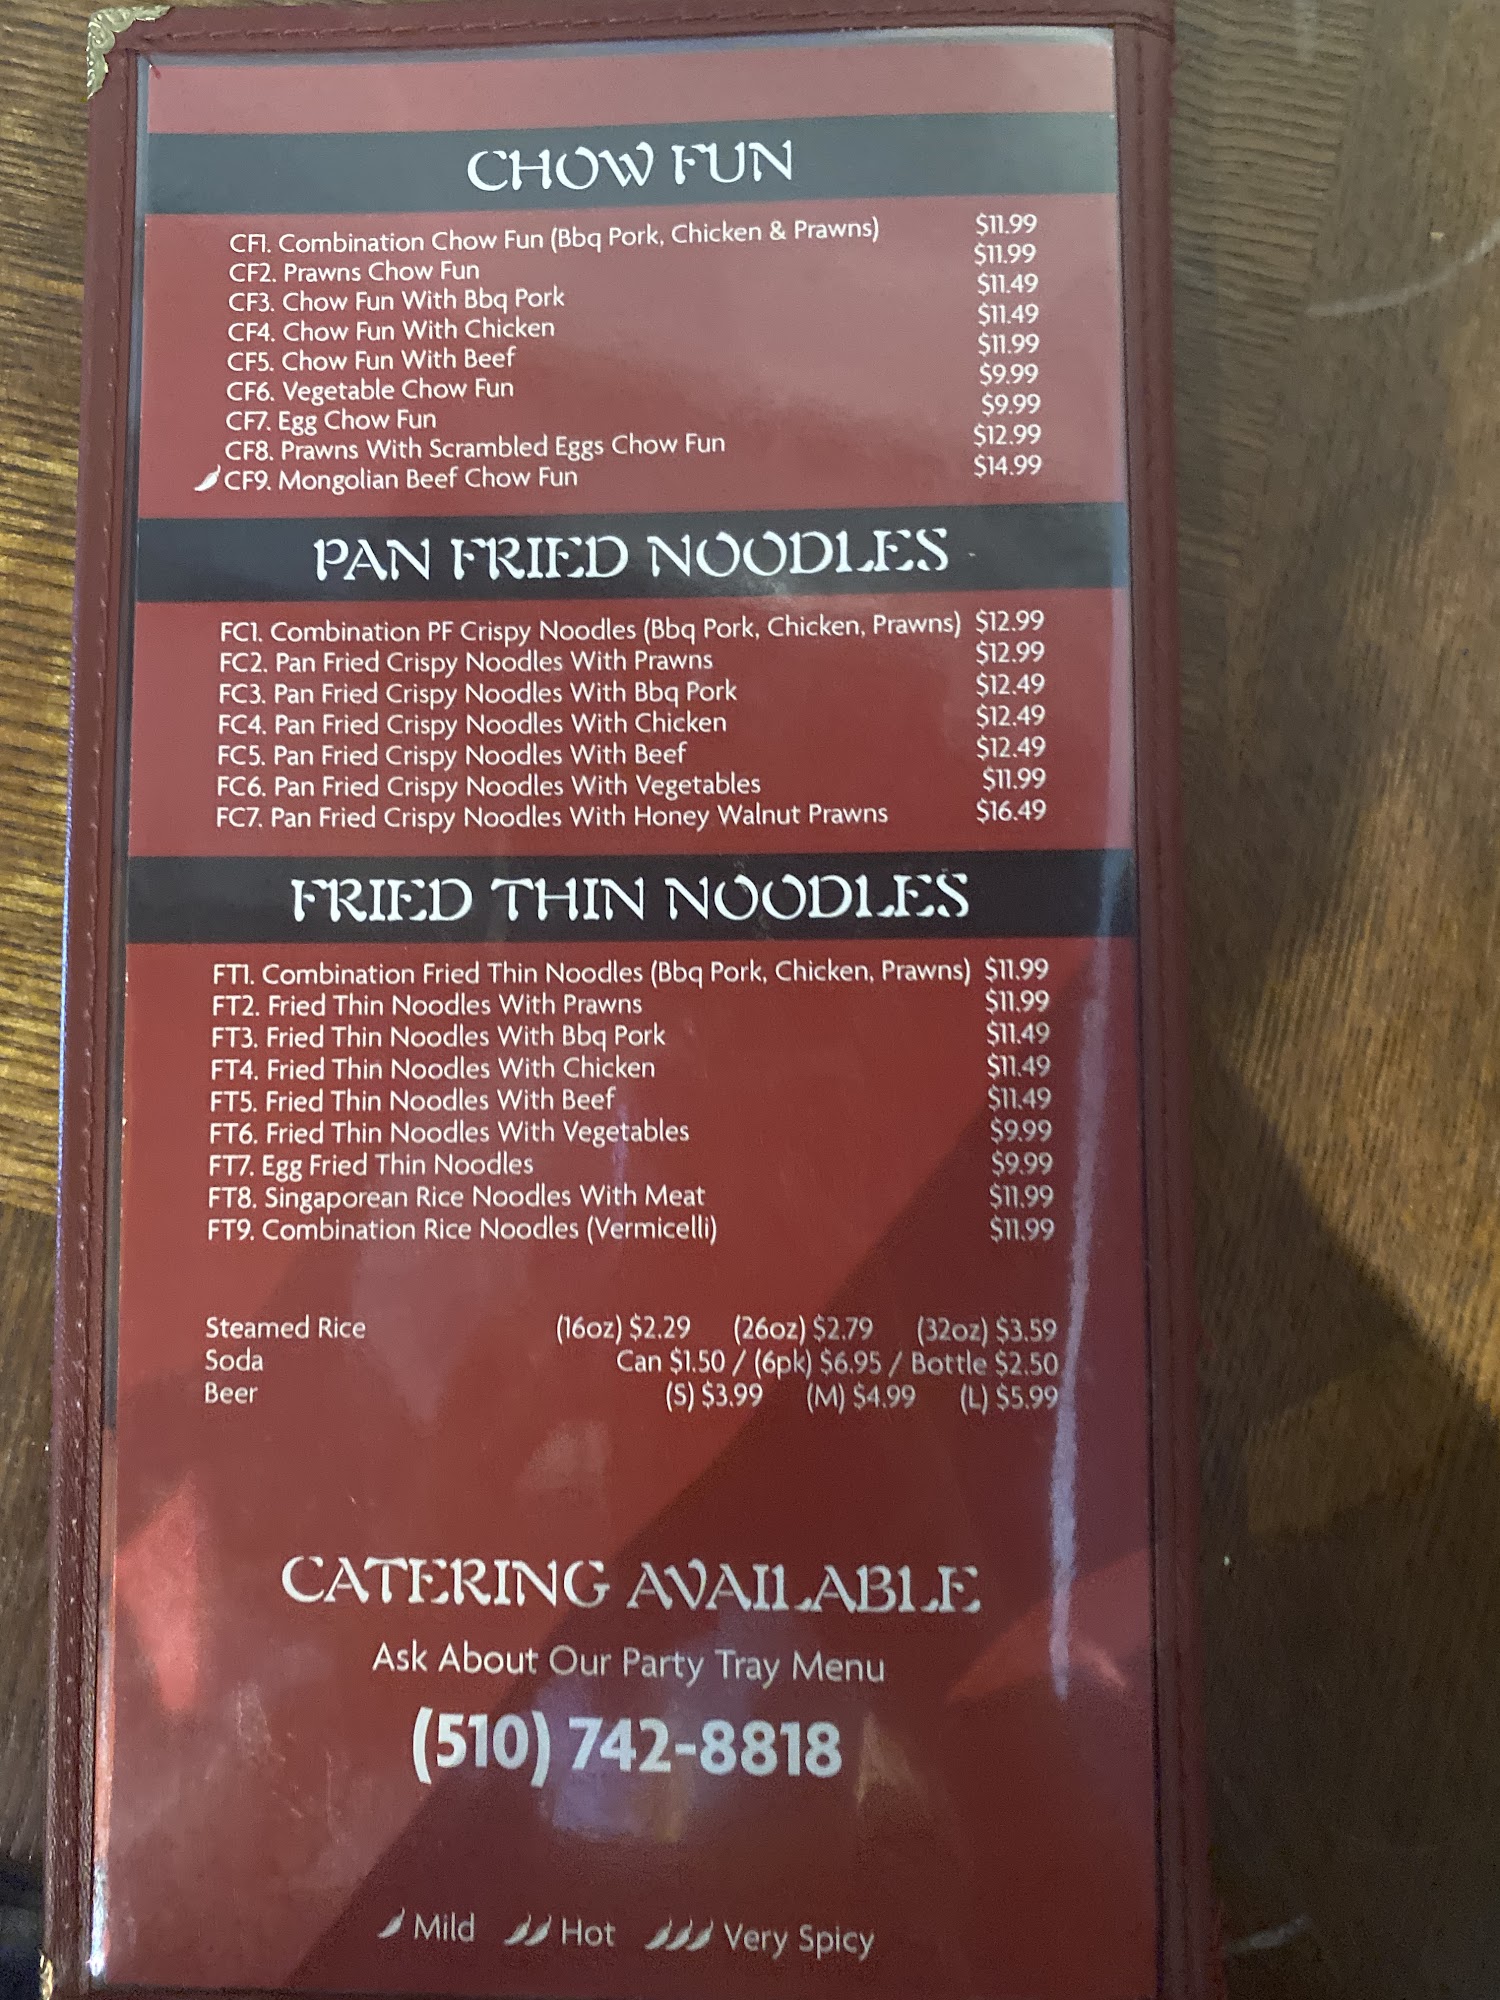 CHOW FUN
CF1. Combination Chow Fun (Bbq Pork, Chicken & Prawns) $11.99
CF2. Prawns Chow Fun $11.99
CF3. Chow Fun With Bbq Pork $11.49
CF4. Chow Fun With Chicken $11.49
CF5. Chow Fun With Beef $11.99
CF6. Vegetable Chow Fun $9.99
CF7. Egg Chow Fun $9.99
CF8. Prawns With Scrambled Eggs Chow Fun $12.99
CF9. Mongolian Beef Chow Fun $14.99
PAN FRIED NOODLES
FC1. Combination PF Crispy Noodles (Bbq Pork, Chicken, Prawns) $12.99
FC2. Pan Fried Crispy Noodles With Prawns $12.99
FC3. Pan Fried Crispy Noodles With Bbq Pork $12.49
FC4. Pan Fried Crispy Noodles With Chicken $12.49
FC5. Pan Fried Crispy Noodles With Beef $12.49
FC6. Pan Fried Crispy Noodles With Vegetables $11.99
FC7. Pan Fried Crispy Noodles With Honey Walnut Prawns $16.49
FRIED THIN NOODLES
FT1. Combination Fried Thin Noodles (Bbq Pork, Chicken, Prawns) $11.99
FT2. Fried Thin Noodles With Prawns $11.99
FT3. Fried Thin Noodles With Bbq Pork $11.49
FT4. Fried Thin Noodles With Chicken $11.49
FT5. Fried Thin Noodles With Beef $11.49
FT6. Fried Thin Noodles With Vegetables $9.99
FT7. Egg Fried Thin Noodles $9.99
FT8. Singaporean Rice Noodles With Meat $11.99
FT9. Combination Rice Noodles (Vermicelli) $11.99
Steamed Rice (16oz) $2.29 (26oz) $2.79 (32oz) $3.59
Soda Can $1.50 / (6pk) $6.95 / Bottle $2.50
Beer (S) $3.99 (M) $4.99 (L) $5.99
CATERING AVAILABLE
Ask About Our Party Tray Menu
(510) 742-8818
Mild Hot Very Spicy